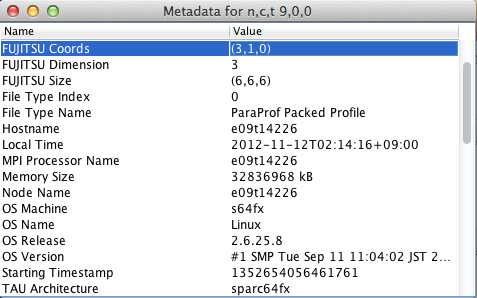 Metadata for n,c,t 9,0,0
Name Value
FUJITSU Coords (3,1,0)
FUJITSU Dimension 3
FUJITSU Size (6,6,6)
File Type Index 0
File Type Name ParaProf Packed Profile
Hostname e09t14226
Local Time 2012-11-12T02:14:16+09:00
MPI Processor Name e09t14226
Memory Size 32836968 kB
Node Name e09t14226
OS Machine s64fx
OS Name Linux
OS Release 2.6.25.8
OS Version #1 SMP Tue Sep 11 11:04:02 JST 2...
Starting Timestamp 1352654056461761
TAU Architecture sparc64fx